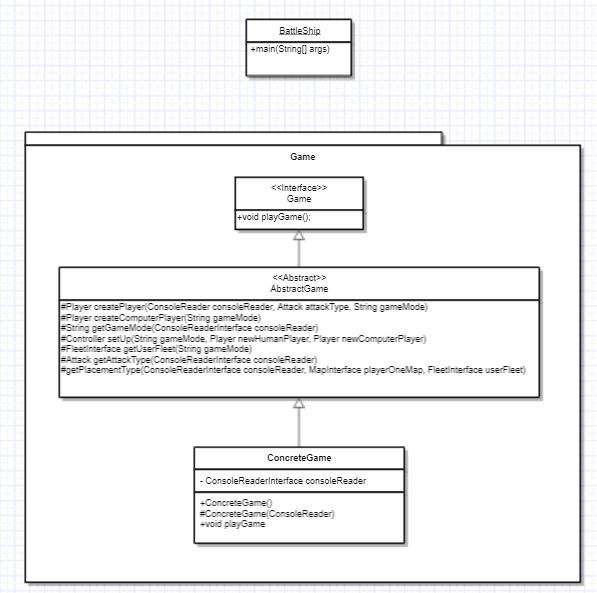 BattleShip
+main(String[] args)
Game
<<Interface>>
Game
+void playGame();
<<Abstract>>
AbstractGame
#Player createPlayer(ConsoleReader consoleReader, Attack attackType, String gameMode)
#Player createComputerPlayer(String gameMode)
#String getGameMode(ConsoleReaderInterface consoleReader)
#Controller setUp(String gameMode, Player newHumanPlayer, Player newComputerPlayer)
#FleetInterface getUserFleet(String gameMode)
#Attack getAttackType(ConsoleReaderInterface consoleReader)
#getPlacementType(ConsoleReaderInterface consoleReader, MapInterface playerOneMap, FleetInterface userFleet)
ConcreteGame
- ConsoleReaderInterface consoleReader
+ConcreteGame()
#ConcreteGame(ConsoleReader)
+void playGame